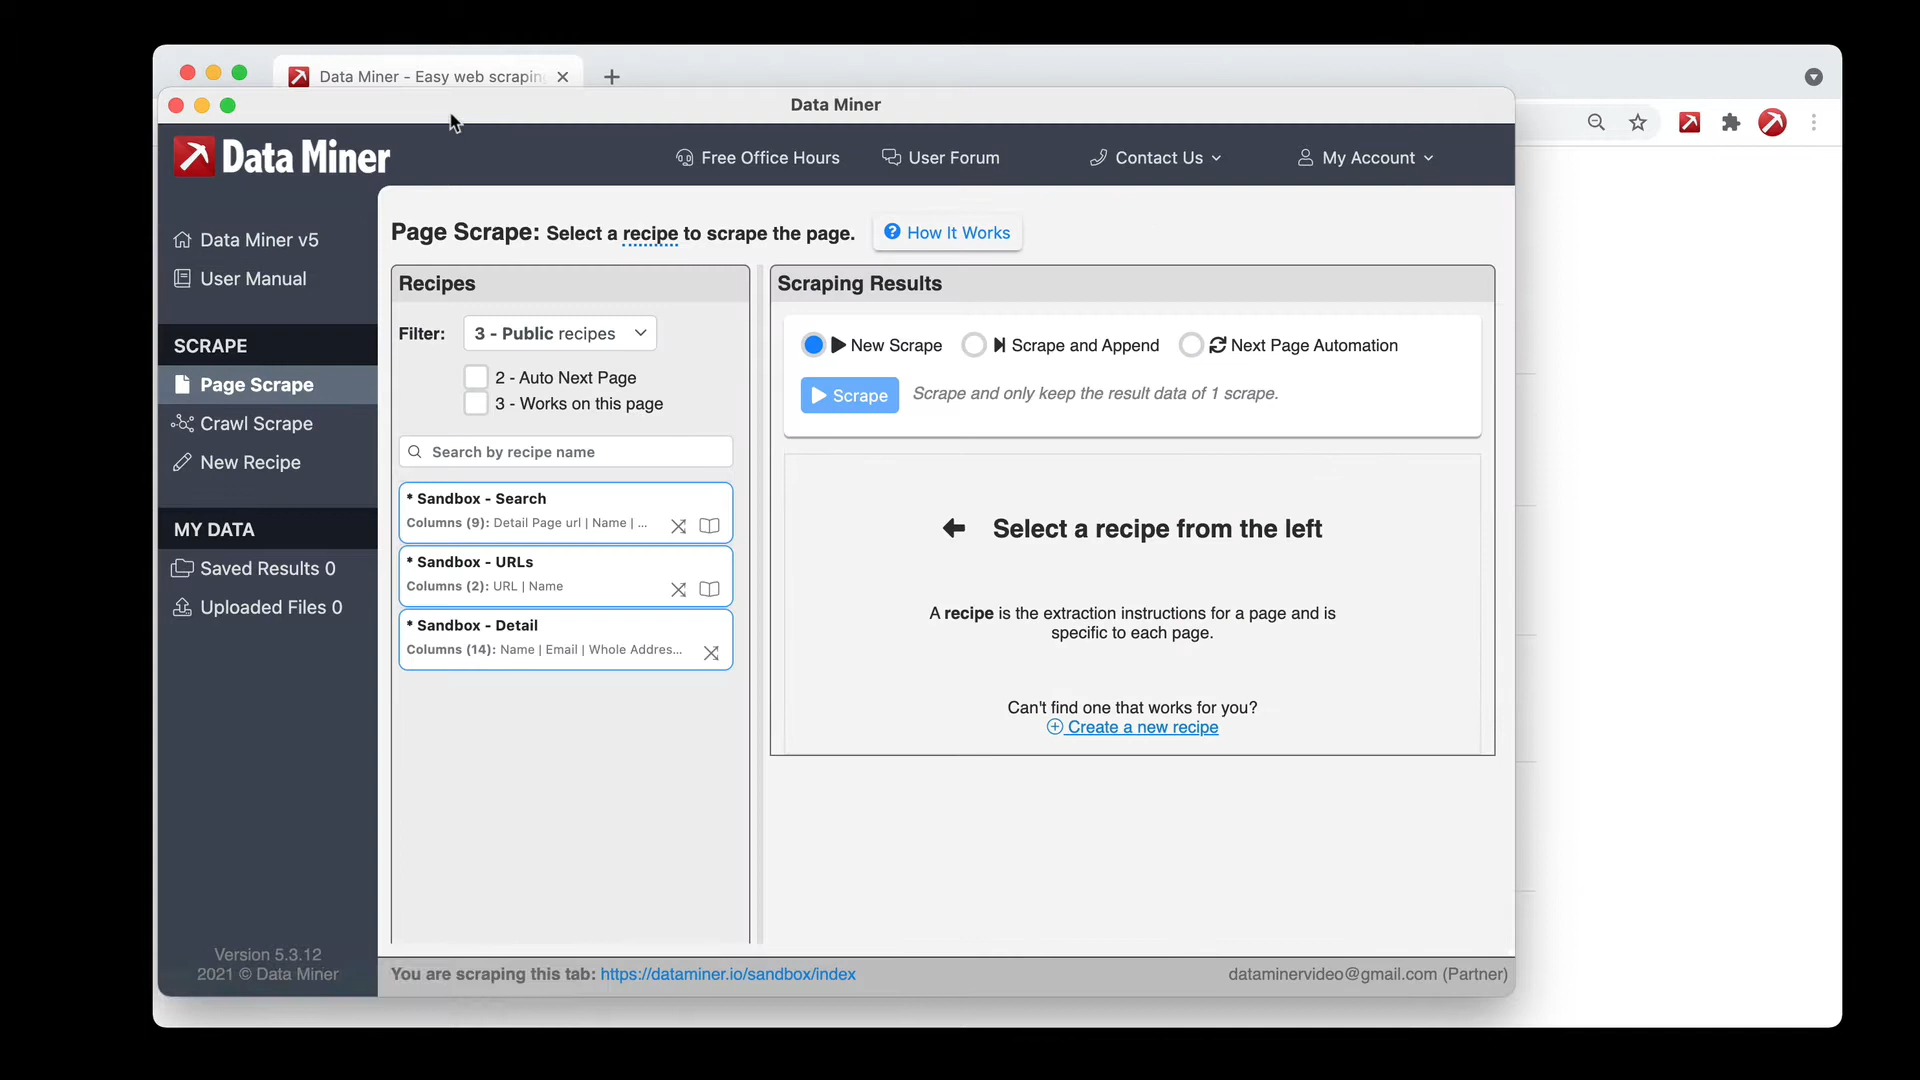 Data Miner - Easy web scraping
Data Miner
Data Miner
Free Office Hours
User Forum
Contact Us
My Account
Data Miner v5
User Manual
SCRAPE
Page Scrape
Crawl Scrape
New Recipe
MY DATA
Saved Results 0
Uploaded Files 0
Version 5.3.12
2021 © Data Miner
Page Scrape: Select a recipe to scrape the page.
How It Works
Recipes
Filter: 3 - Public recipes
2 - Auto Next Page
3 - Works on this page
Search by recipe name
* Sandbox - Search
Columns (9): Detail Page url | Name | ...
* Sandbox - URLs
Columns (2): URL | Name
* Sandbox - Detail
Columns (14): Name | Email | Whole Addres...
Scraping Results
New Scrape
Scrape and Append
Next Page Automation
Scrape
Scrape and only keep the result data of 1 scrape.
Select a recipe from the left
A recipe is the extraction instructions for a page and is
specific to each page.
Can't find one that works for you?
Create a new recipe
You are scraping this tab: https://dataminer.io/sandbox/index
dataminervideo@gmail.com (Partner)